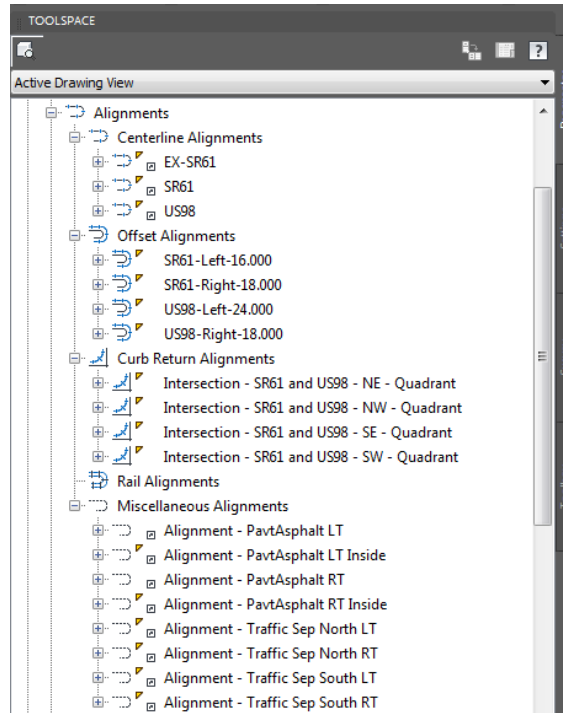 TOOLSPACE
?
Active Drawing View
Alignments
Centerline Alignments
EX-SR61
SR61
US98
Offset Alignments
SR61-Left-16.000
SR61-Right-18.000
US98-Left-24.000
US98-Right-18.000
Curb Return Alignments
Intersection - SR61 and US98 - NE - Quadrant
Intersection - SR61 and US98 - NW - Quadrant
Intersection - SR61 and US98 - SE - Quadrant
Intersection - SR61 and US98 - SW - Quadrant
Rail Alignments
Miscellaneous Alignments
Alignment - PavtAsphalt LT
Alignment - PavtAsphalt LT Inside
Alignment - PavtAsphalt RT
Alignment - PavtAsphalt RT Inside
Alignment - Traffic Sep North LT
Alignment - Traffic Sep North RT
Alignment - Traffic Sep South LT
Alignment - Traffic Sep South RT